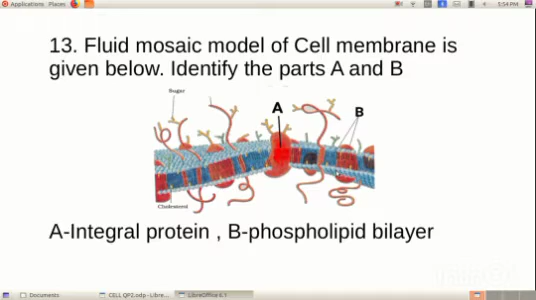 Applications Places
5:54 PM
13. Fluid mosaic model of Cell membrane is
given below. Identify the parts A and B
Sugar
A
B
Cholesterol
A-Integral protein , B-phospholipid bilayer
Documents
CELL QP2.odp - Libre...
LibreOffice 6.1